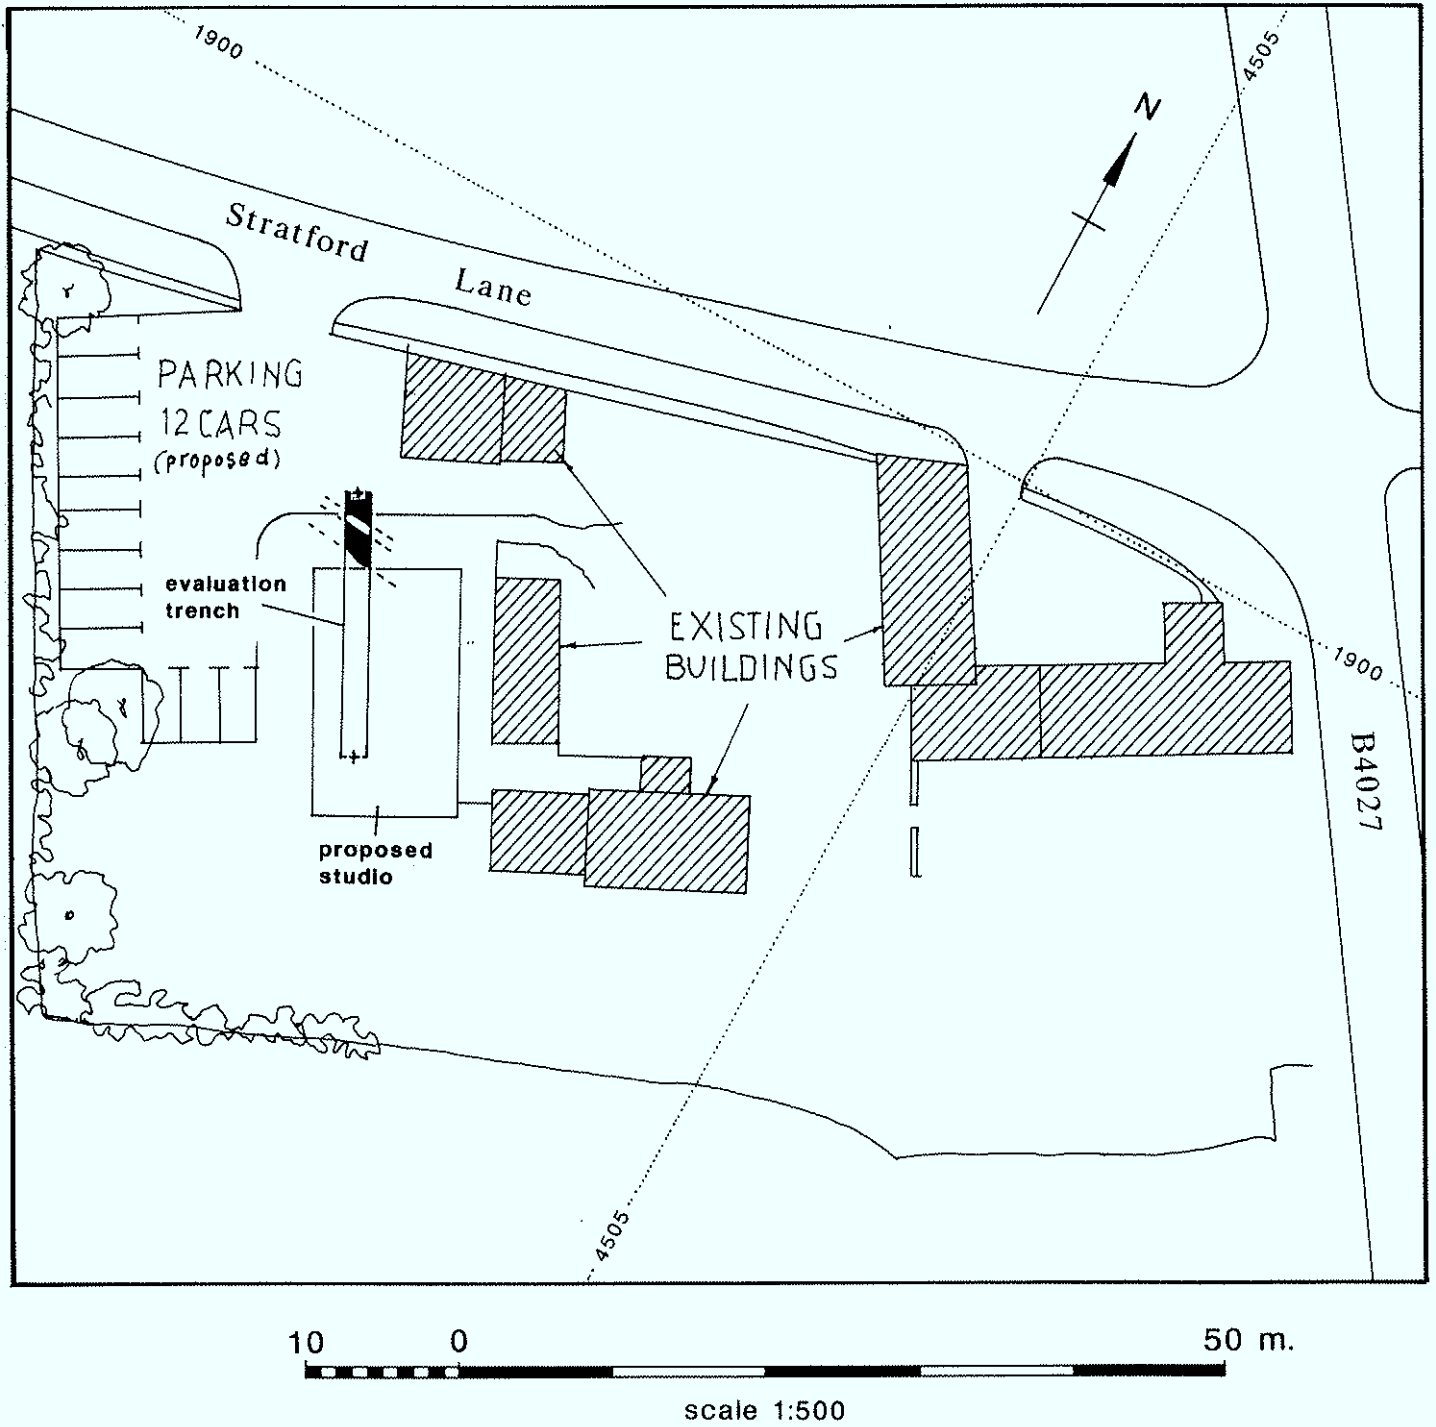 1900
4505
N
Stratford
Lane
PARKING
12 CARS
(proposed)
evaluation
trench
EXISTING
BUILDINGS
1900
B4027
proposed
studio
4505
10 0 50 m.
scale 1:500